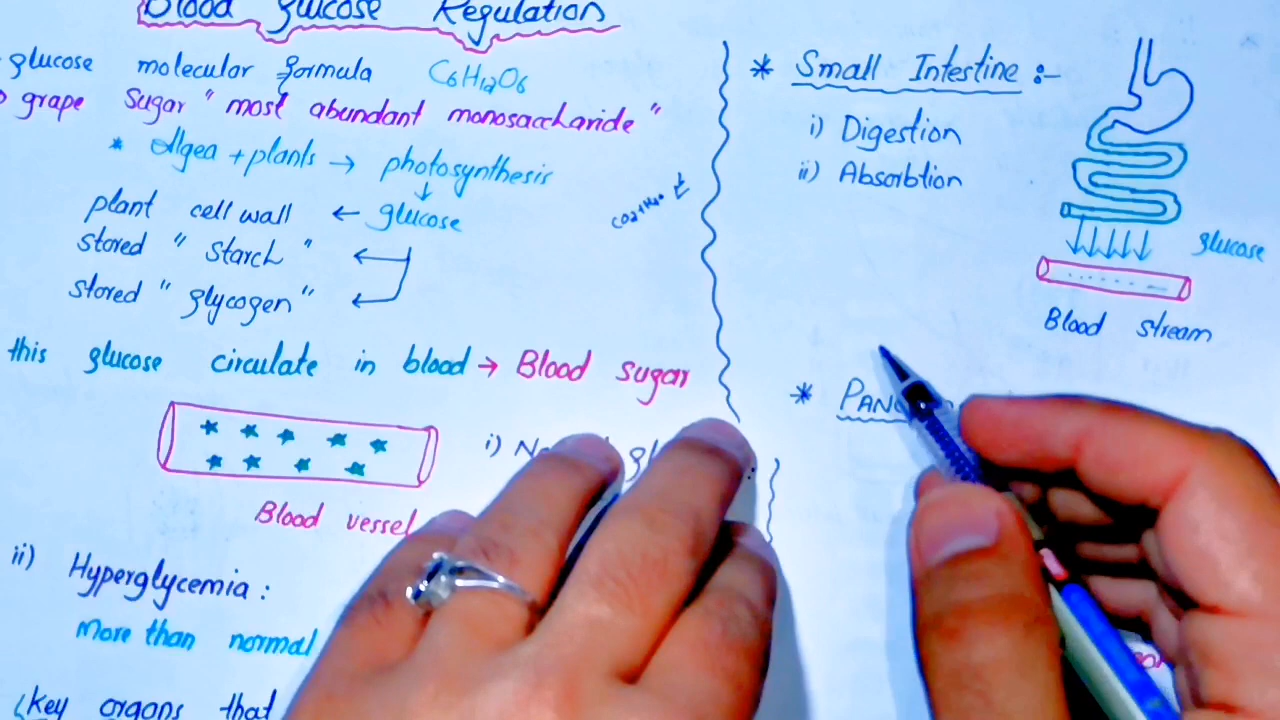 Blood glucose Regulation
glucose molecular formula C6H12O6
grape sugar " most abundant monosaccharide "
* Algea + plants → photosynthesis
↓
plant cell wall ← glucose
stored " starch " ←
stored " glycogen " ←
this glucose circulate in blood → Blood sugar
i)
Blood vessel
ii) Hyperglycemia :
More than normal
Key organs that
* Small Intestine :-
i) Digestion
ii) Absorbtion
glucose
Blood stream
*